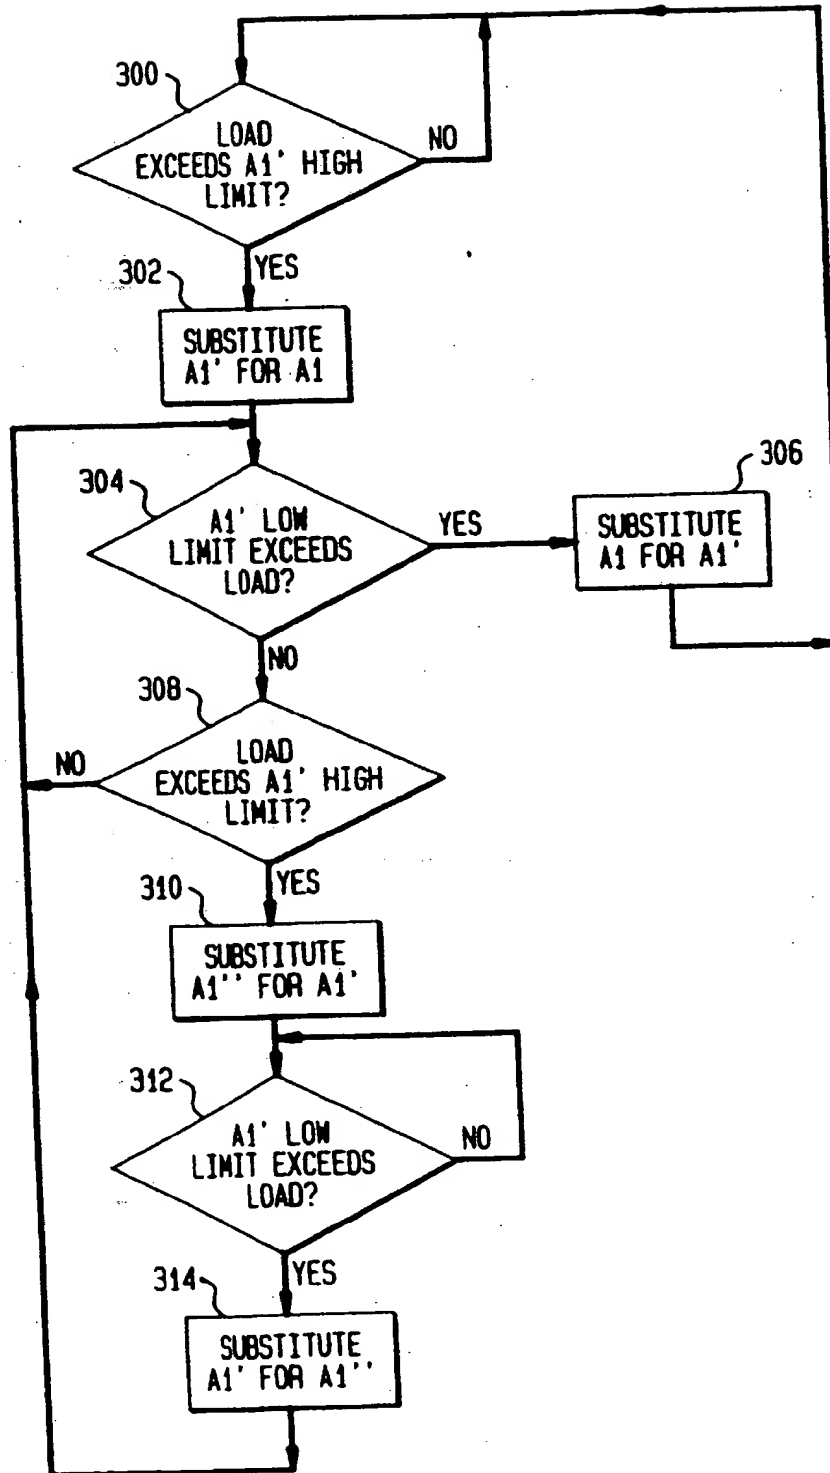 300
LOAD
EXCEEDS A1' HIGH
LIMIT?
NO
YES
302
SUBSTITUTE
A1' FOR A1
304
A1' LOW
LIMIT EXCEEDS
LOAD?
YES
306
SUBSTITUTE
A1 FOR A1'
NO
308
LOAD
EXCEEDS A1' HIGH
LIMIT?
NO
YES
310
SUBSTITUTE
A1'' FOR A1'
312
A1' LOW
LIMIT EXCEEDS
LOAD?
NO
YES
314
SUBSTITUTE
A1' FOR A1''